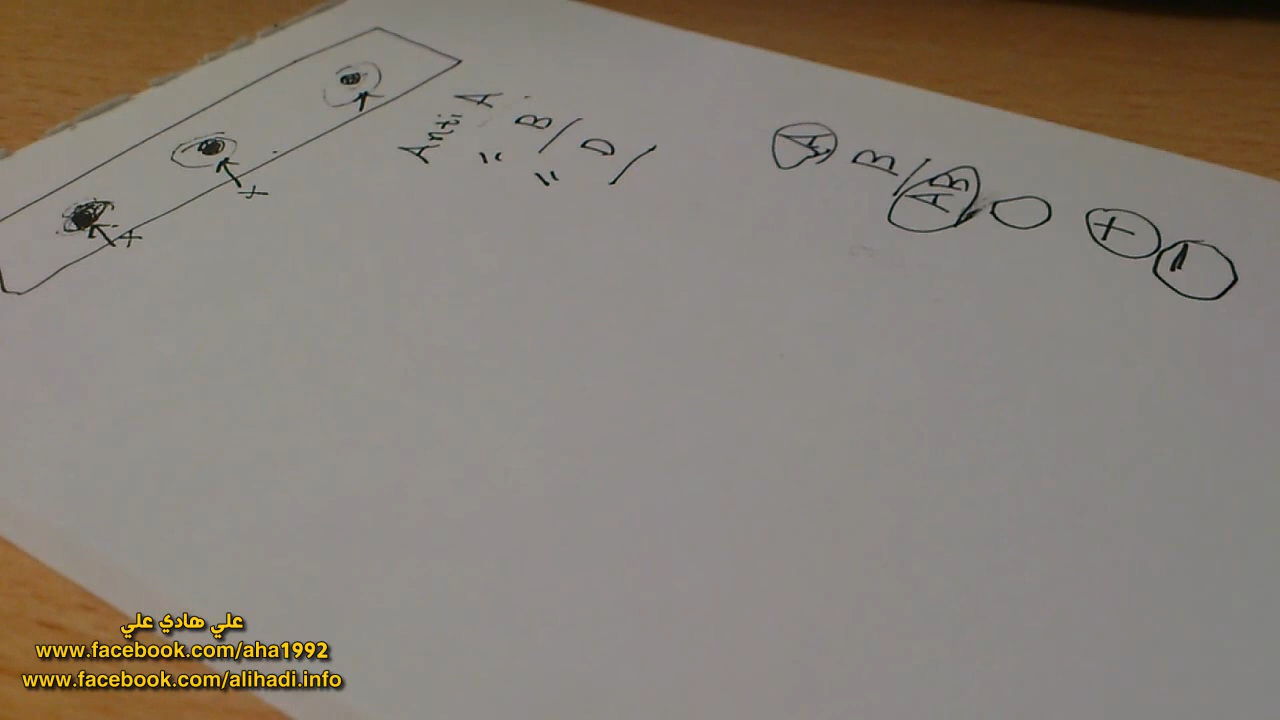 Anti A
" B /
" D /
A B / AB O + -
علي هادي علي
www.facebook.com/aha1992
www.facebook.com/alihadi.info